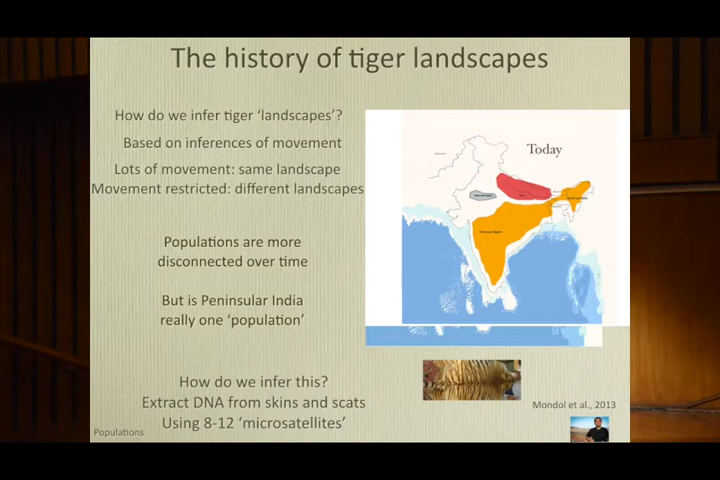 The history of tiger landscapes
How do we infer tiger ‘landscapes’?
Based on inferences of movement
Lots of movement: same landscape
Movement restricted: different landscapes
Populations are more
disconnected over time
But is Peninsular India
really one ‘population’
How do we infer this?
Extract DNA from skins and scats
Using 8-12 ‘microsatellites’
Populations
Today
Mondol et al., 2013